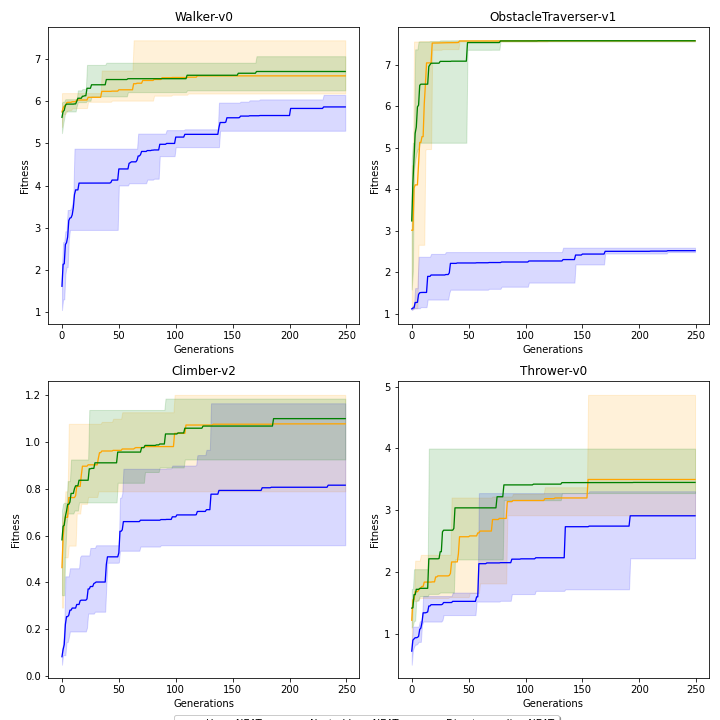 Walker-v0
ObstacleTraverser-v1
Fitness
7
6
5
4
3
2
1
0 50 100 150 200 250
Generations
Fitness
7
6
5
4
3
2
1
0 50 100 150 200 250
Generations
Climber-v2
Thrower-v0
Fitness
1.2
1.0
0.8
0.6
0.4
0.2
0.0
0 50 100 150 200 250
Generations
Fitness
5
4
3
2
1
0 50 100 150 200 250
Generations